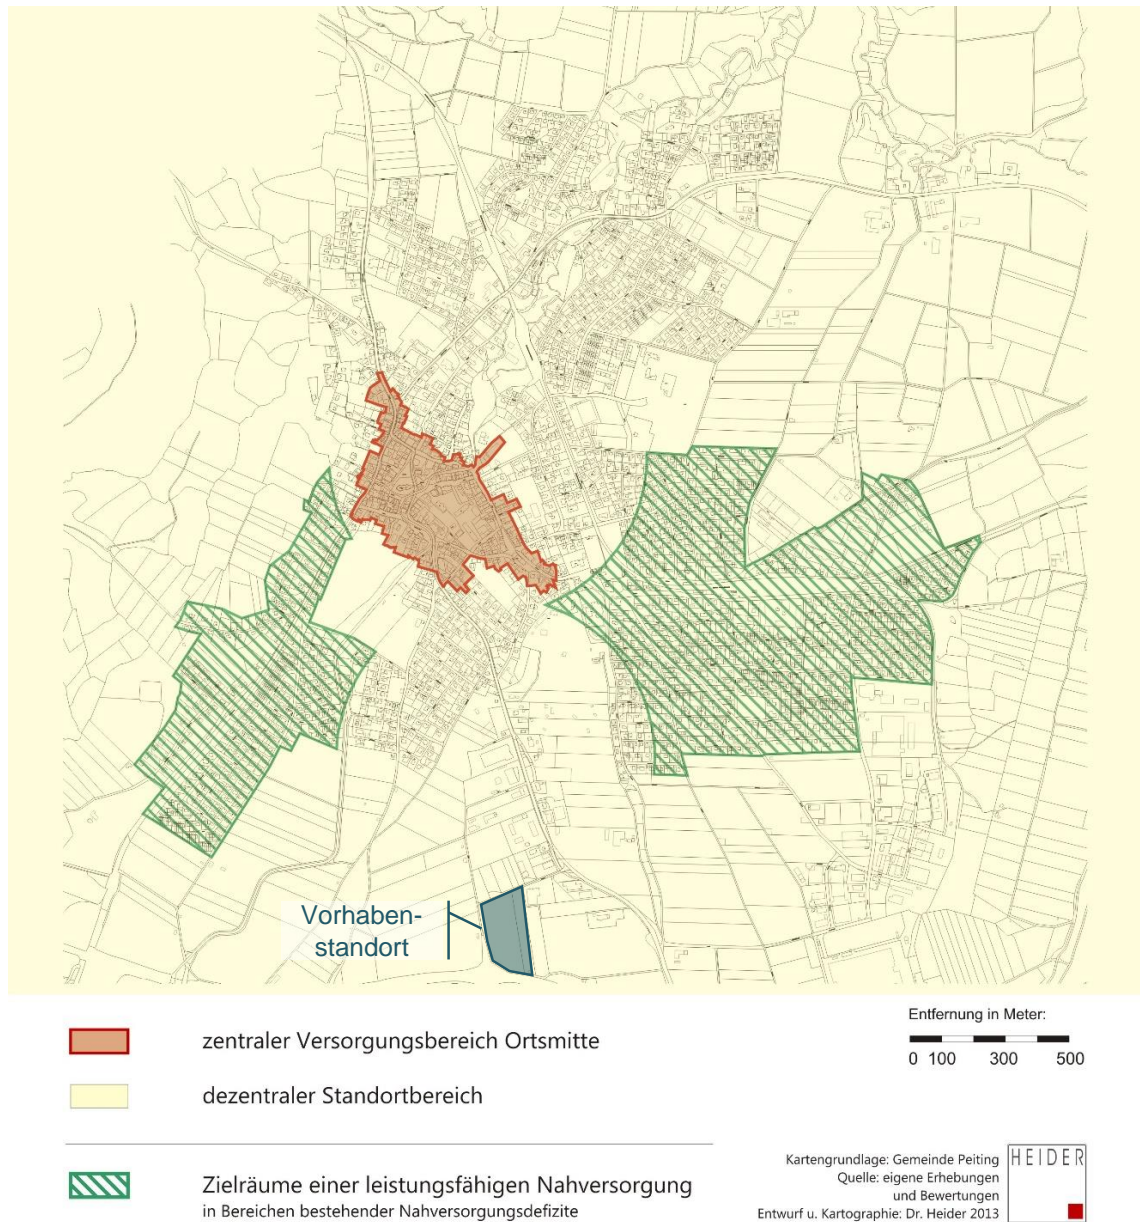 Vorhaben-
standort
zentraler Versorgungsbereich Ortsmitte
dezentraler Standortbereich
Zielräume einer leistungsfähigen Nahversorgung
in Bereichen bestehender Nahversorgungsdefizite
Entfernung in Meter:
0 100 300 500
Kartengrundlage: Gemeinde Peiting
Quelle: eigene Erhebungen
und Bewertungen
Entwurf u. Kartographie: Dr. Heider 2013
HEIDER